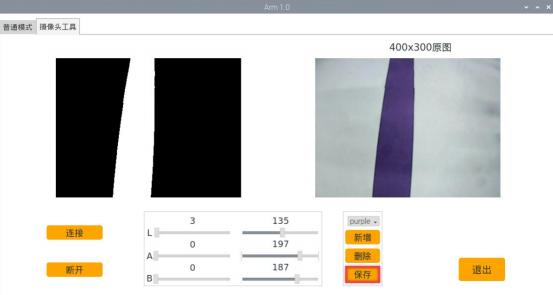 Arm 1.0
普通模式 摄像头工具
400x300原图
连接
断开
3 135
L
0 197
A
0 187
B
purple
新增
删除
保存
退出